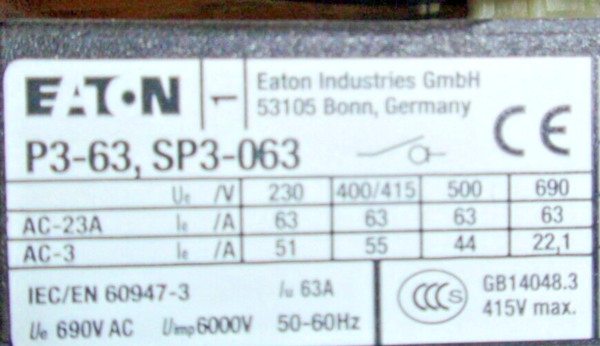 EATON 1 Eaton Industries GmbH
53105 Bonn, Germany
P3-63, SP3-063 CE
Ue /V 230 400/415 500 690
AC-23A Ie /A 63 63 63 63
AC-3 Ie /A 51 55 44 22,1
IEC/EN 60947-3 Iu 63A
Ue 690V AC Uimp 6000V 50-60Hz
CCC S GB14048.3
415V max.